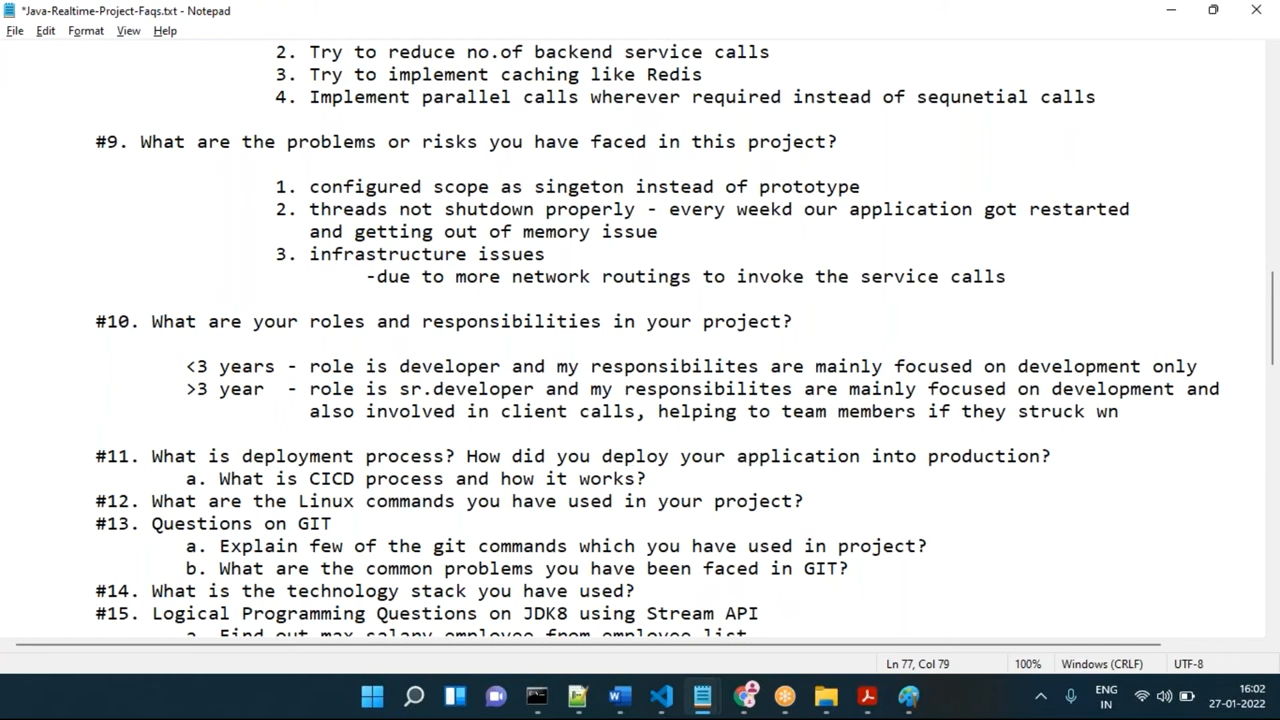 *Java-Realtime-Project-Faqs.txt - Notepad
File Edit Format View Help
2. Try to reduce no.of backend service calls
3. Try to implement caching like Redis
4. Implement parallel calls wherever required instead of sequnetial calls
#9. What are the problems or risks you have faced in this project?
1. configured scope as singeton instead of prototype
2. threads not shutdown properly - every weekd our application got restarted
and getting out of memory issue
3. infrastructure issues
-due to more network routings to invoke the service calls
#10. What are your roles and responsibilities in your project?
<3 years - role is developer and my responsibilites are mainly focused on development only
>3 year - role is sr.developer and my responsibilites are mainly focused on development and
also involved in client calls, helping to team members if they struck wn
#11. What is deployment process? How did you deploy your application into production?
a. What is CICD process and how it works?
#12. What are the Linux commands you have used in your project?
#13. Questions on GIT
a. Explain few of the git commands which you have used in project?
b. What are the common problems you have been faced in GIT?
#14. What is the technology stack you have used?
#15. Logical Programming Questions on JDK8 using Stream API
a. Find out max salary employee from employee list
Ln 77, Col 79 100% Windows (CRLF) UTF-8
ENG
IN
16:02
27-01-2022